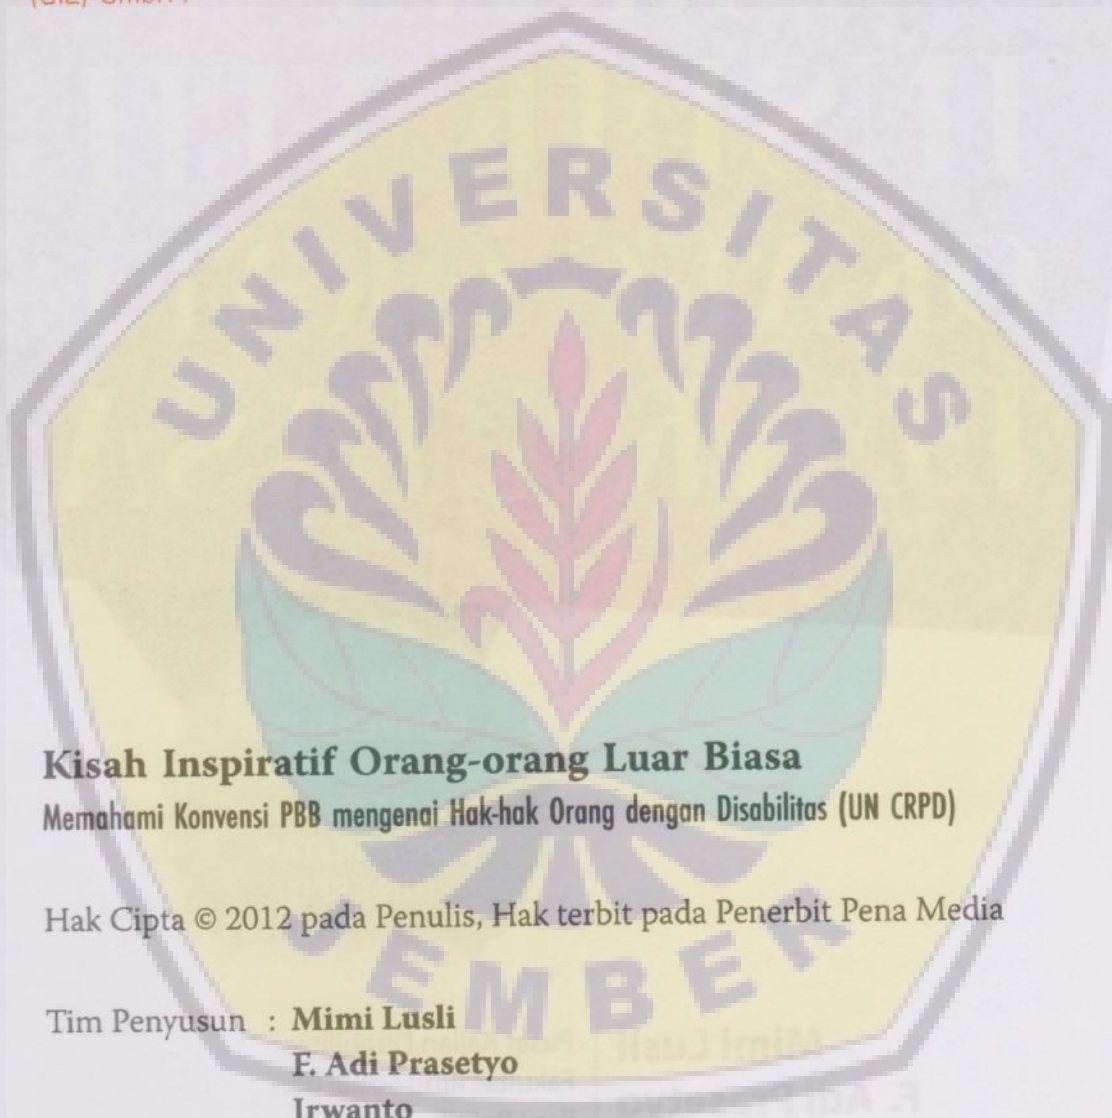 UNIVERSITAS
Kisah Inspiratif Orang-orang Luar Biasa
Memahami Konvensi PBB mengenai Hak-hak Orang dengan Disabilitas (UN CRPD)
Hak Cipta © 2012 pada Penulis, Hak terbit pada Penerbit Pena Media
JEMBER
Tim Penyusun : Mimi Lusli
F. Adi Prasetyo
Irwanto